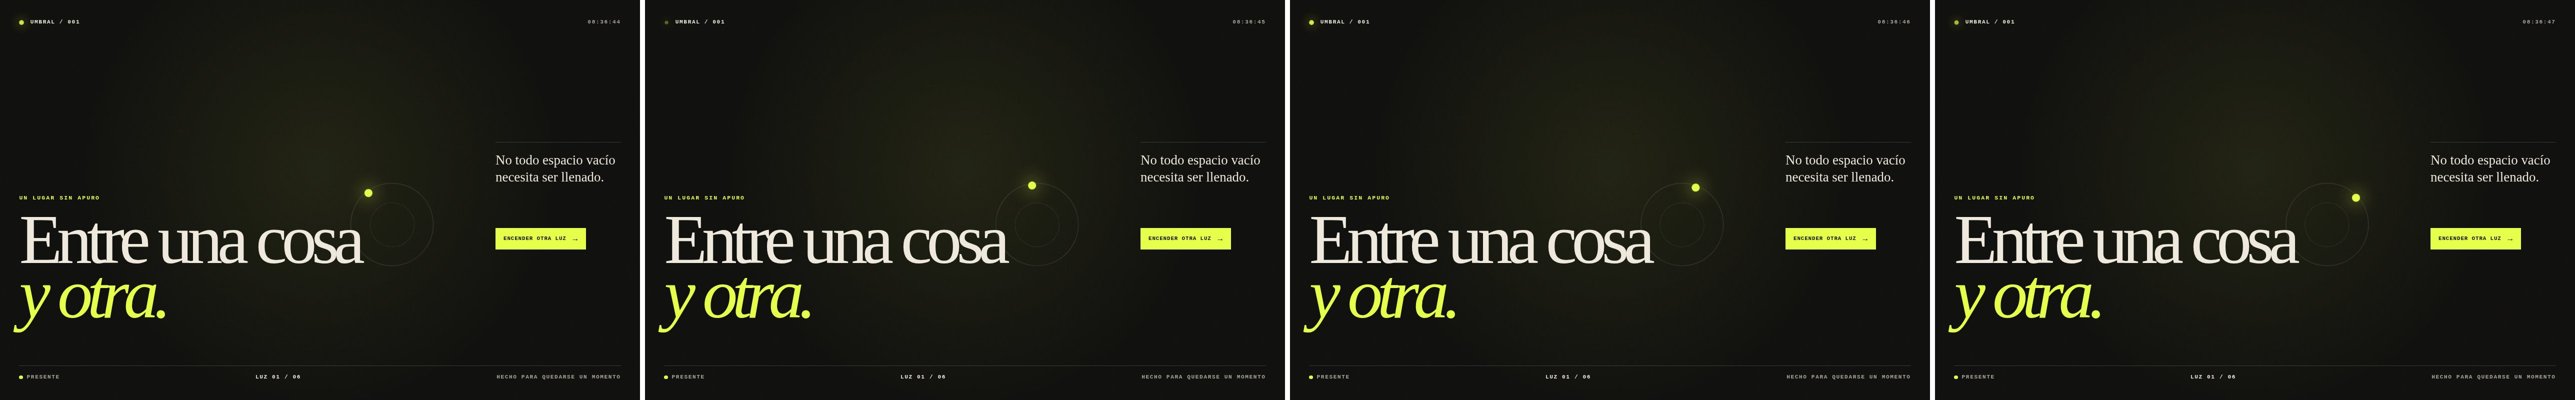 UMBRAL / 001
08:36:44
UN LUGAR SIN APURO
Entre una cosa
y otra.
No todo espacio vacío
necesita ser llenado.
ENCENDER OTRA LUZ →
PRESENTE
LUZ 01 / 06
HECHO PARA QUEDARSE UN MOMENTO
UMBRAL / 001
08:36:45
UN LUGAR SIN APURO
Entre una cosa
y otra.
No todo espacio vacío
necesita ser llenado.
ENCENDER OTRA LUZ →
PRESENTE
LUZ 01 / 06
HECHO PARA QUEDARSE UN MOMENTO
UMBRAL / 001
08:36:46
UN LUGAR SIN APURO
Entre una cosa
y otra.
No todo espacio vacío
necesita ser llenado.
ENCENDER OTRA LUZ →
PRESENTE
LUZ 01 / 06
HECHO PARA QUEDARSE UN MOMENTO
UMBRAL / 001
08:36:47
UN LUGAR SIN APURO
Entre una cosa
y otra.
No todo espacio vacío
necesita ser llenado.
ENCENDER OTRA LUZ →
PRESENTE
LUZ 01 / 06
HECHO PARA QUEDARSE UN MOMENTO